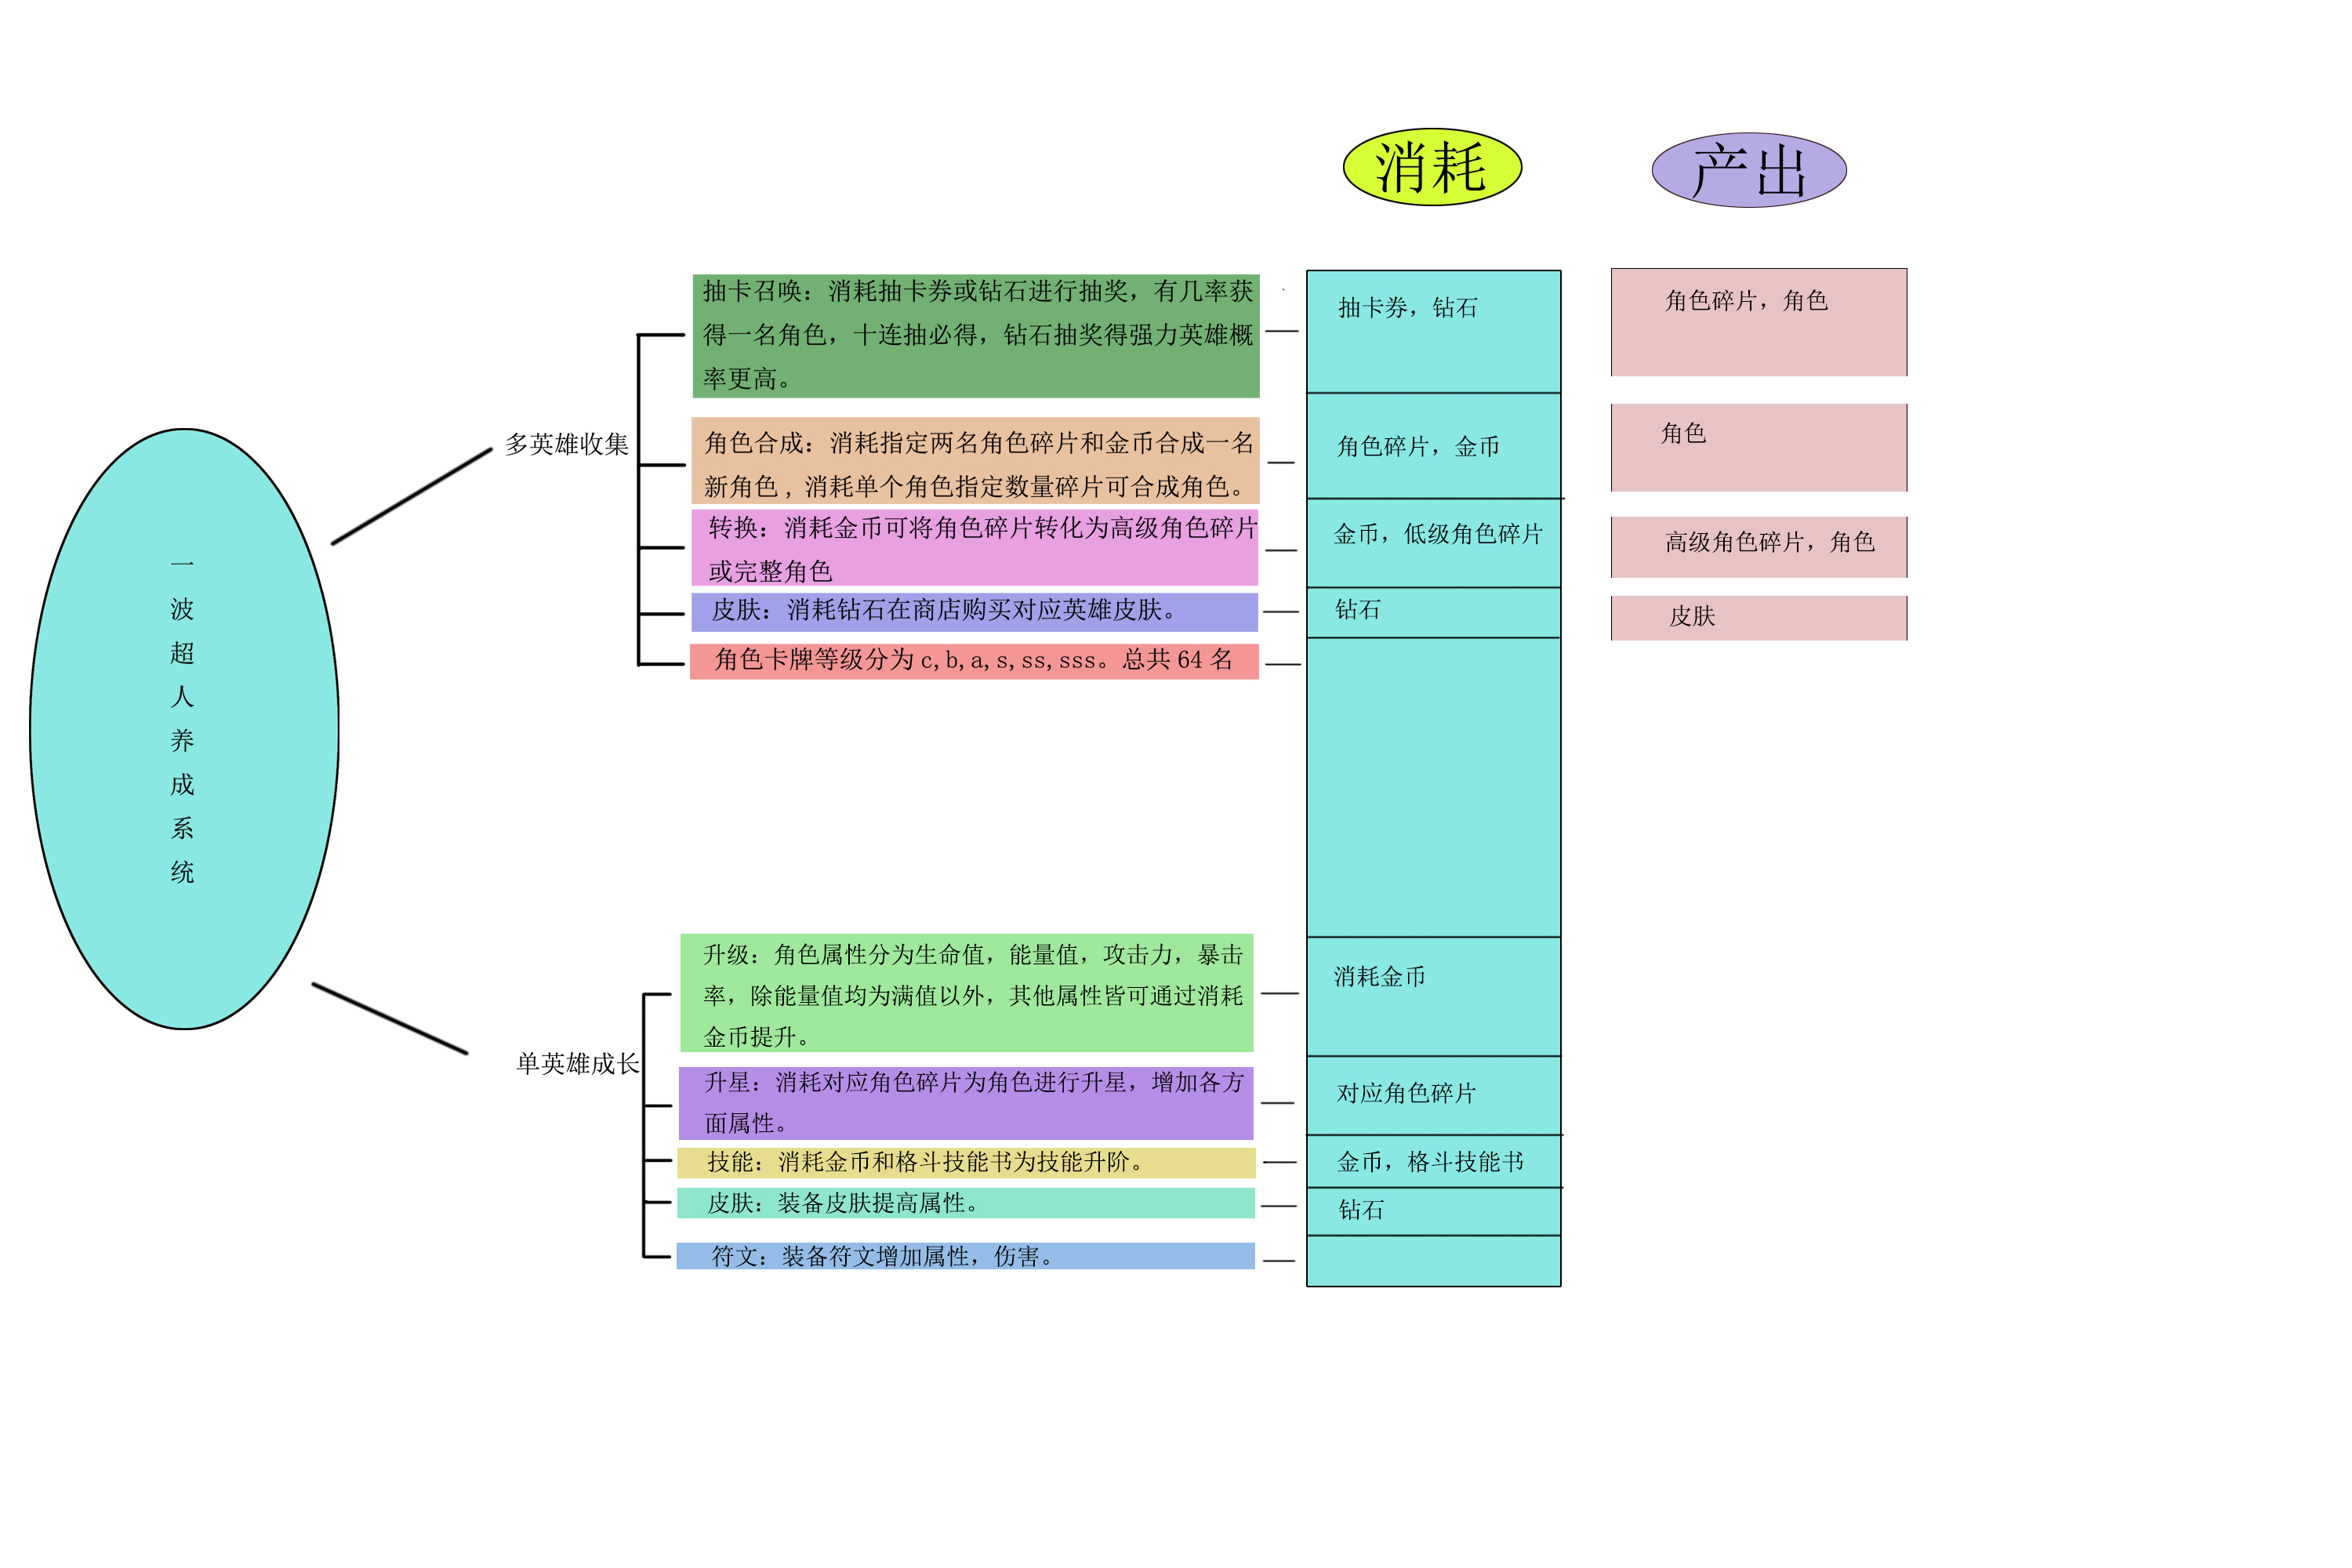 消耗
产出
一
波
超
人
养
成
系
统
多英雄收集
抽卡召唤：消耗抽卡券或钻石进行抽奖，有几率获
得一名角色，十连抽必得，钻石抽奖得强力英雄概
率更高。
抽卡券，钻石
角色碎片，角色
角色合成：消耗指定两名角色碎片和金币合成一名
新角色，消耗单个角色指定数量碎片可合成角色。
角色碎片，金币
角色
转换：消耗金币可将角色碎片转化为高级角色碎片
或完整角色
金币，低级角色碎片
高级角色碎片，角色
皮肤：消耗钻石在商店购买对应英雄皮肤。
钻石
皮肤
角色卡牌等级分为 c,b,a,s,ss,sss。总共 64 名
单英雄成长
升级：角色属性分为生命值，能量值，攻击力，暴击
率，除能量值均为满值以外，其他属性皆可通过消耗
金币提升。
消耗金币
升星：消耗对应角色碎片为角色进行升星，增加各方
面属性。
对应角色碎片
技能：消耗金币和格斗技能书为技能升阶。
金币，格斗技能书
皮肤：装备皮肤提高属性。
钻石
符文：装备符文增加属性，伤害。